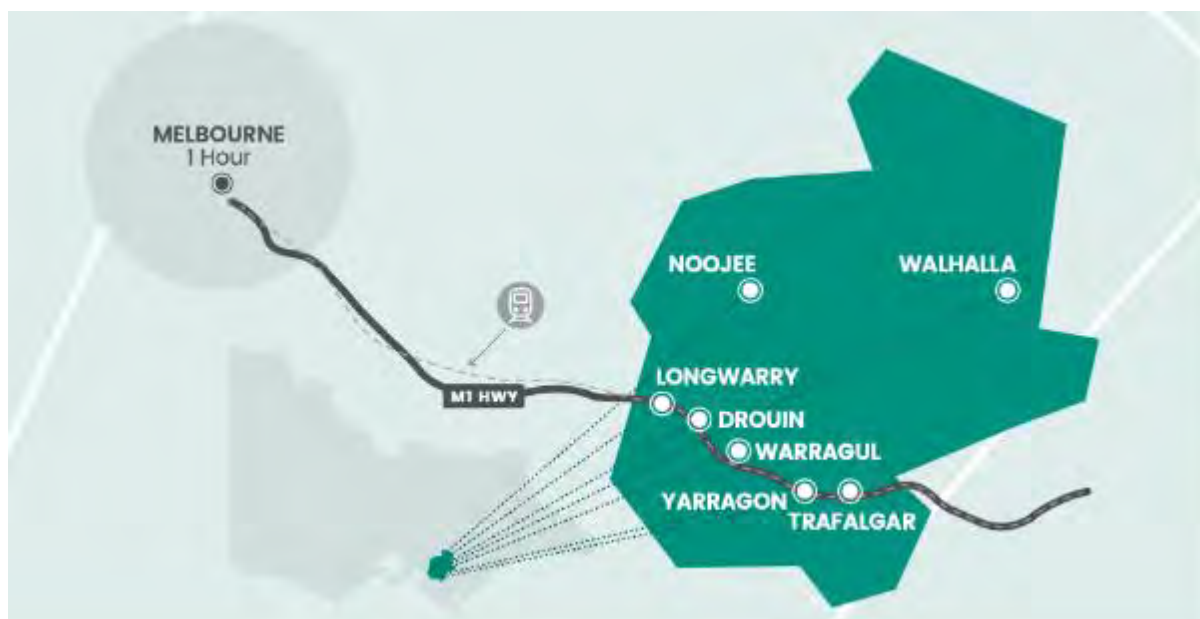 MELBOURNE
1 Hour
NOOJEE
WALHALLA
LONGWARRY
M1 HWY
DROUIN
WARRAGUL
YARRAGON
TRAFALGAR